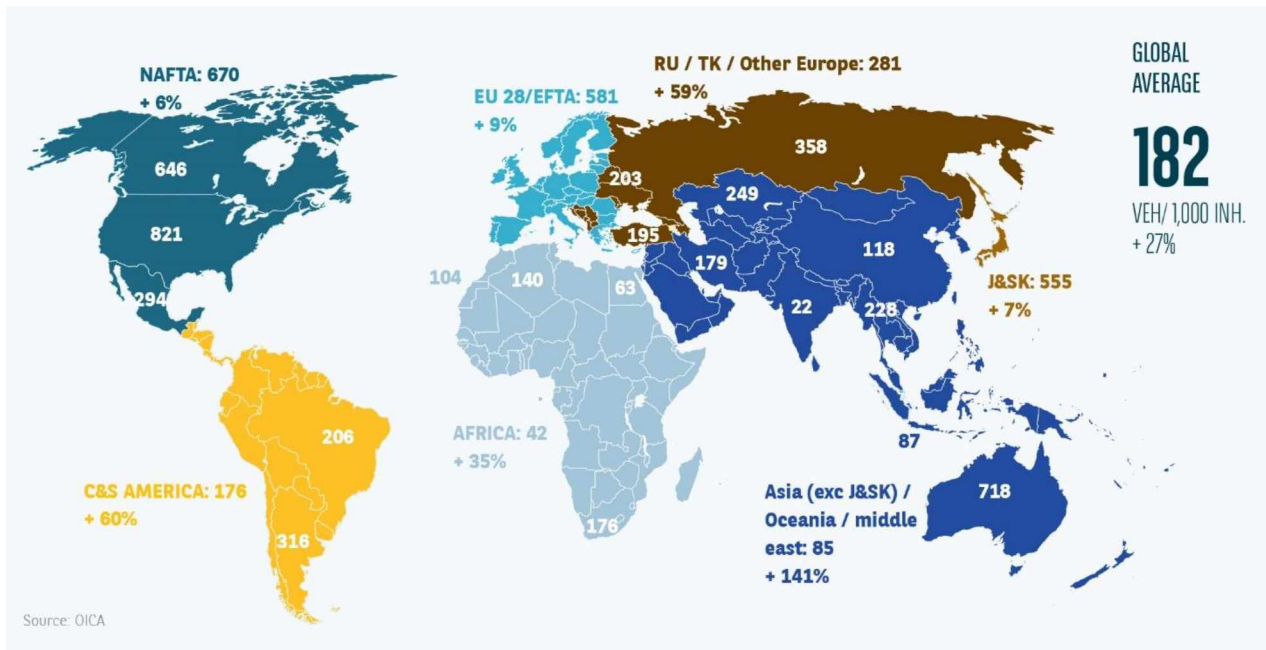 NAFTA: 670
+ 6%
646
821
294
C&S AMERICA: 176
+ 60%
206
316
EU 28/EFTA: 581
+ 9%
RU / TK / Other Europe: 281
+ 59%
358
203
195
104
140
63
AFRICA: 42
+ 35%
176
249
179
118
22
228
87
718
Asia (exc J&SK) /
Oceania / middle
east: 85
+ 141%
J&SK: 555
+ 7%
GLOBAL
AVERAGE
182
VEH/ 1,000 INH.
+ 27%
Source: OICA